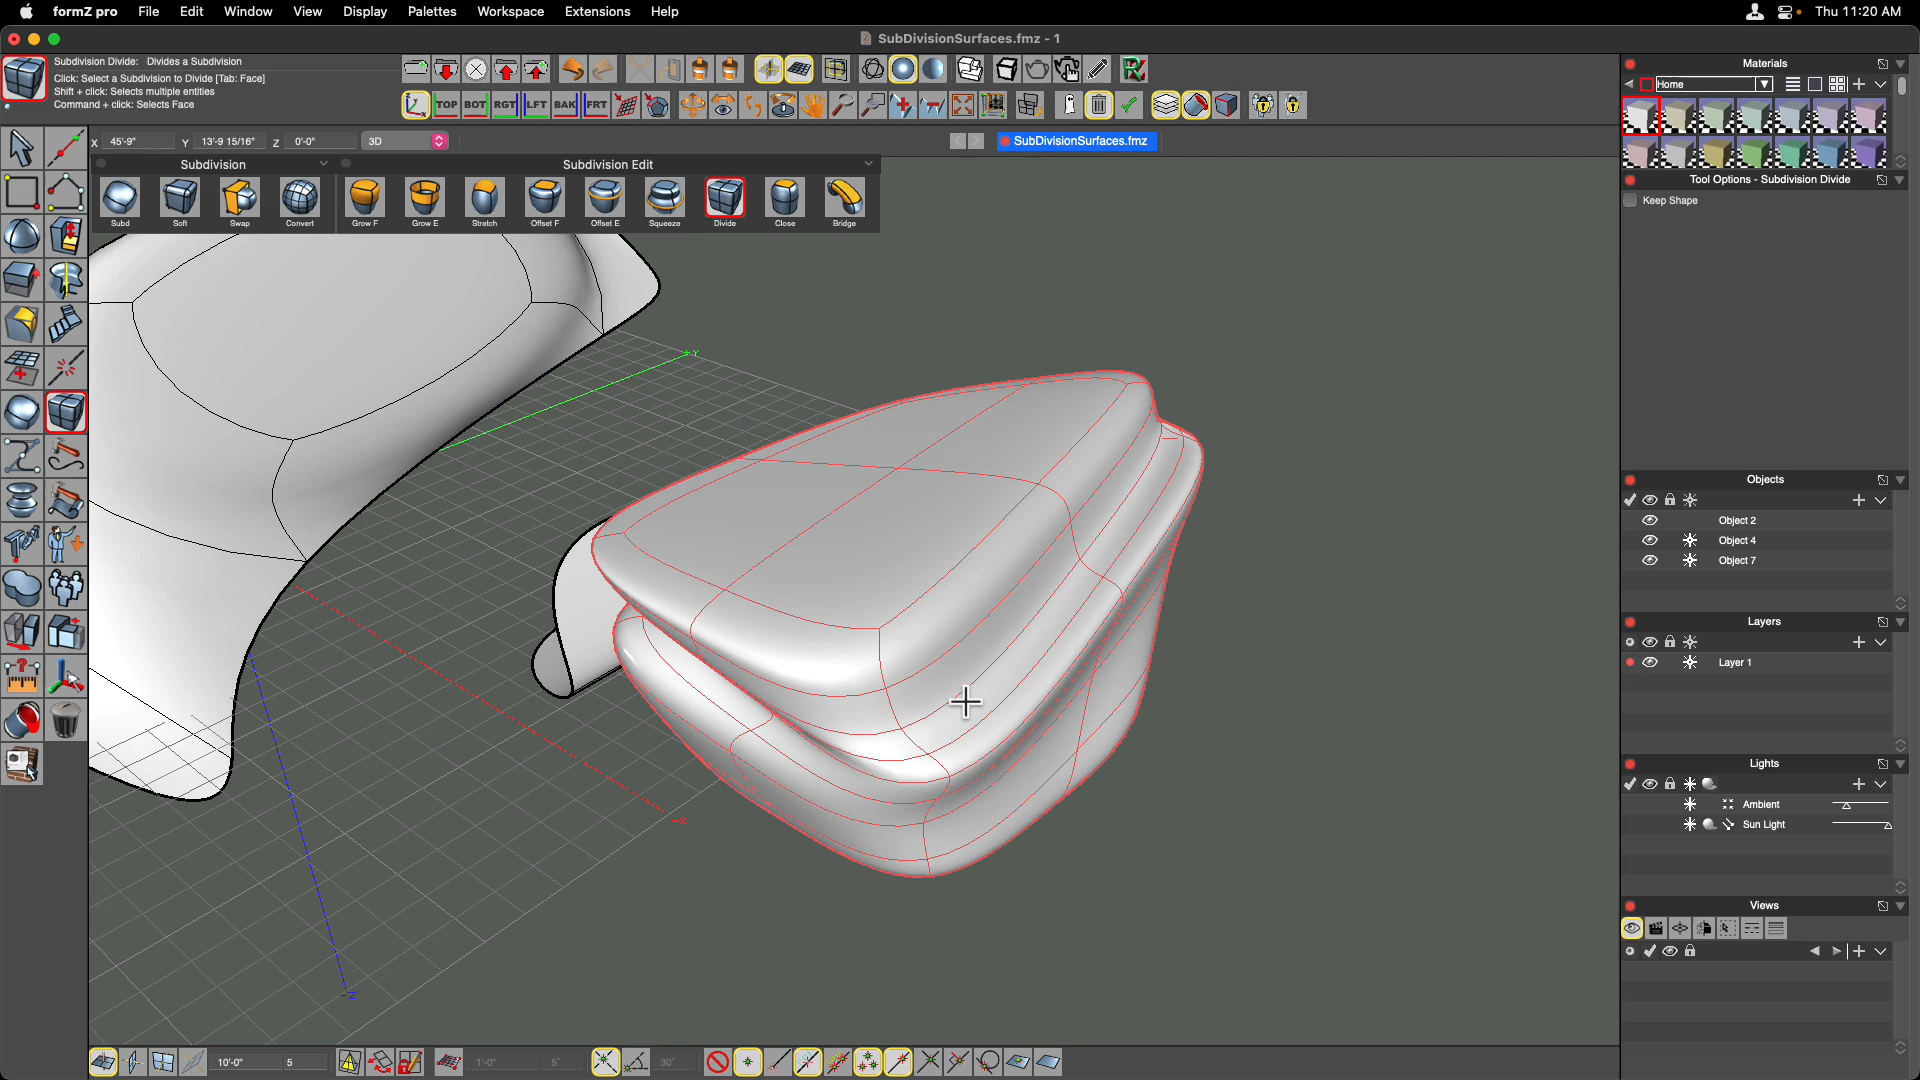 formZ pro File Edit Window View Display Palettes Workspace Extensions Help Thu 11:20 AM
SubDivisionSurfaces.fmz - 1
Subdivision Divide: Divides a Subdivision
Click: Select a Subdivision to Divide [Tab: Face]
Shift + click: Selects multiple entities
Command + click: Selects Face
TOP BOT RGT LFT BAK FRT
X 45'-9" Y 13'-9 15/16" Z 0'-0" 3D
SubDivisionSurfaces.fmz
Subdivision
Subdivision Edit
Subd Soft Swap Convert Grow F Grow E Stretch Offset F Offset E Squeeze Divide Close Bridge
+Y
-X
-Z
Materials
Home
Tool Options - Subdivision Divide
Keep Shape
Objects
Object 2
Object 4
Object 7
Layers
Layer 1
Lights
Ambient
Sun Light
Views
10'-0" 5 1'-0" 5" 30°